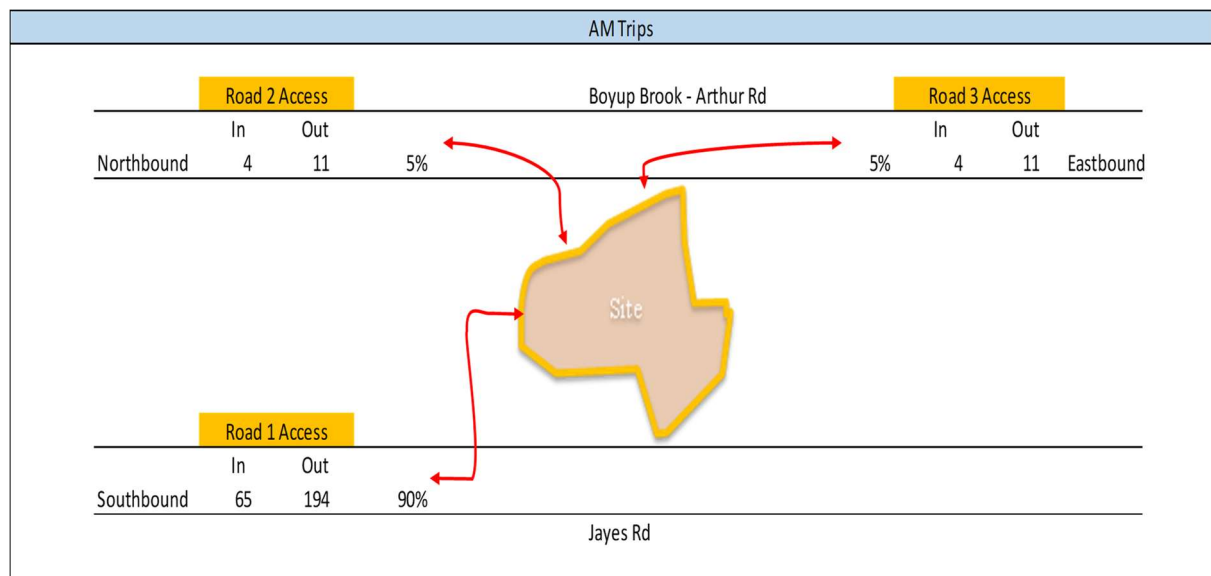 AM Trips
Road 2 Access Boyup Brook - Arthur Rd Road 3 Access
In Out In Out
Northbound 4 11 5% 5% 4 11 Eastbound
Site
Road 1 Access
In Out
Southbound 65 194 90%
Jayes Rd